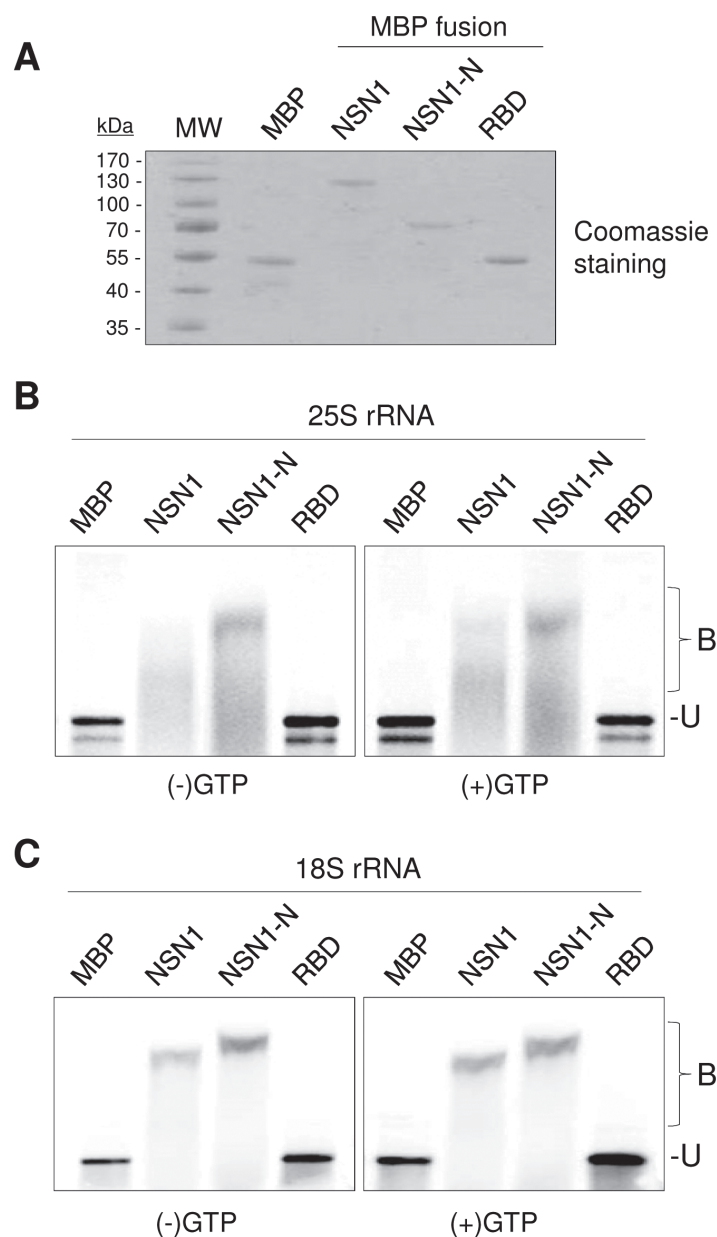 A
MBP fusion
kDa
MW
MBP
NSN1
NSN1-N
RBD
170 -
130 -
100 -
70 -
55 -
40 -
35 -
Coomassie
staining
B
25S rRNA
MBP
NSN1
NSN1-N
RBD
MBP
NSN1
NSN1-N
RBD
B
-U
(-)GTP
(+)GTP
C
18S rRNA
MBP
NSN1
NSN1-N
RBD
MBP
NSN1
NSN1-N
RBD
B
-U
(-)GTP
(+)GTP